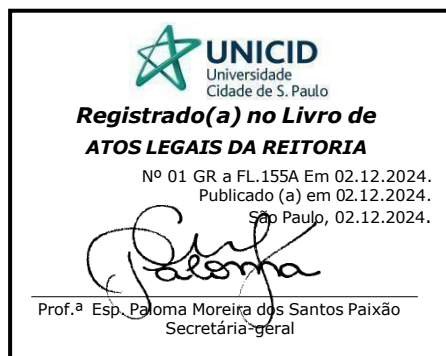 UNICID
Universidade
Cidade de S. Paulo
Registrado(a) no Livro de
ATOS LEGAIS DA REITORIA
Nº 01 GR a FL.155A Em 02.12.2024.
Publicado (a) em 02.12.2024.
São Paulo, 02.12.2024.
Paloma
Prof.ª Esp. Paloma Moreira dos Santos Paixão
Secretária-geral